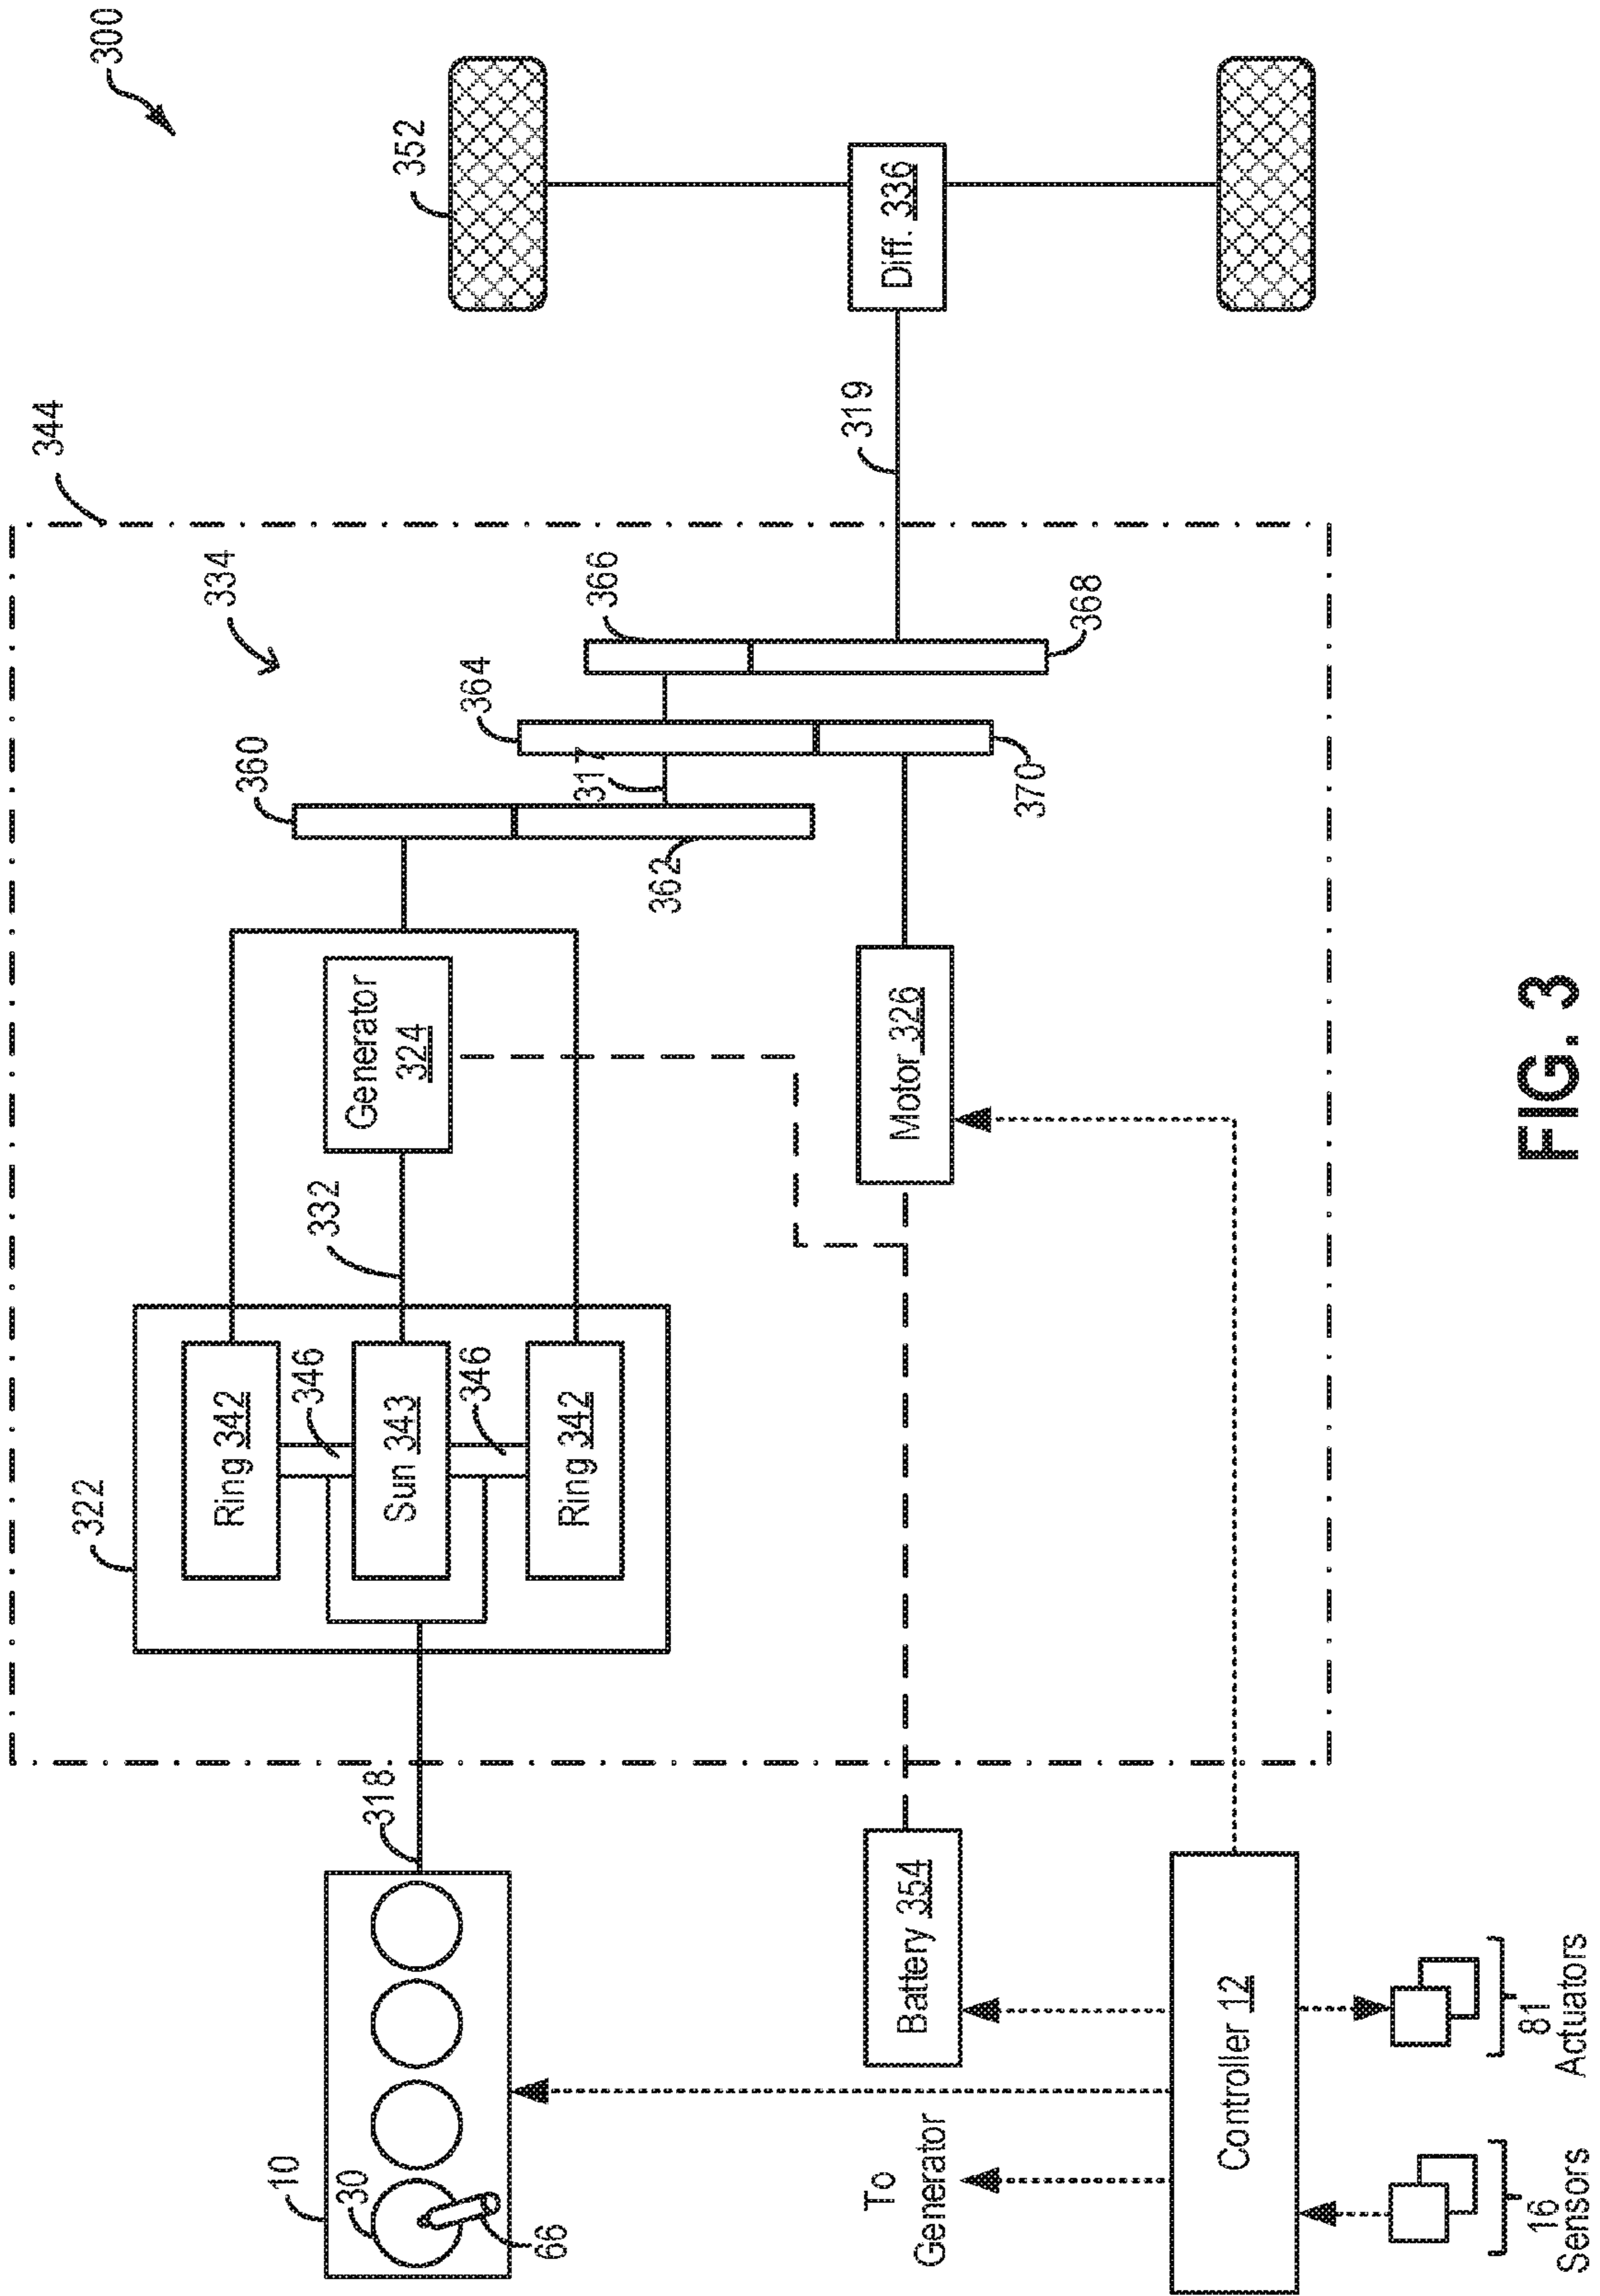 300
344
334
352
322
360
364
366
317
362
370
368
319
Diff. 336
332
Generator
324
Ring 342
346
Sun 343
346
Ring 342
Motor 326
10
30
66
318
Battery 354
To
Generator
Controller 12
16
Sensors
81
Actuators
FIG. 3